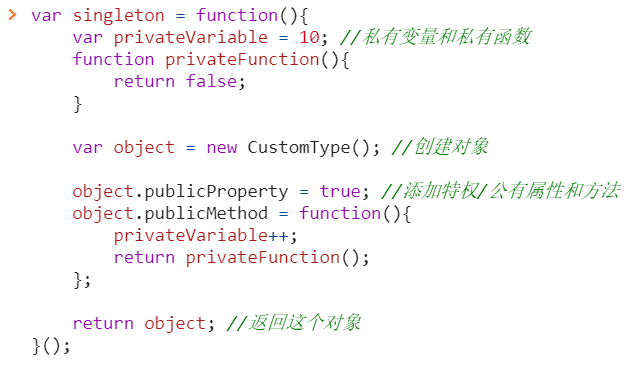 > var singleton = function(){
    var privateVariable = 10; //私有变量和私有函数
    function privateFunction(){
        return false;
    }

    var object = new CustomType(); //创建对象

    object.publicProperty = true; //添加特权/公有属性和方法
    object.publicMethod = function(){
        privateVariable++;
        return privateFunction();
    };

    return object; //返回这个对象
}();